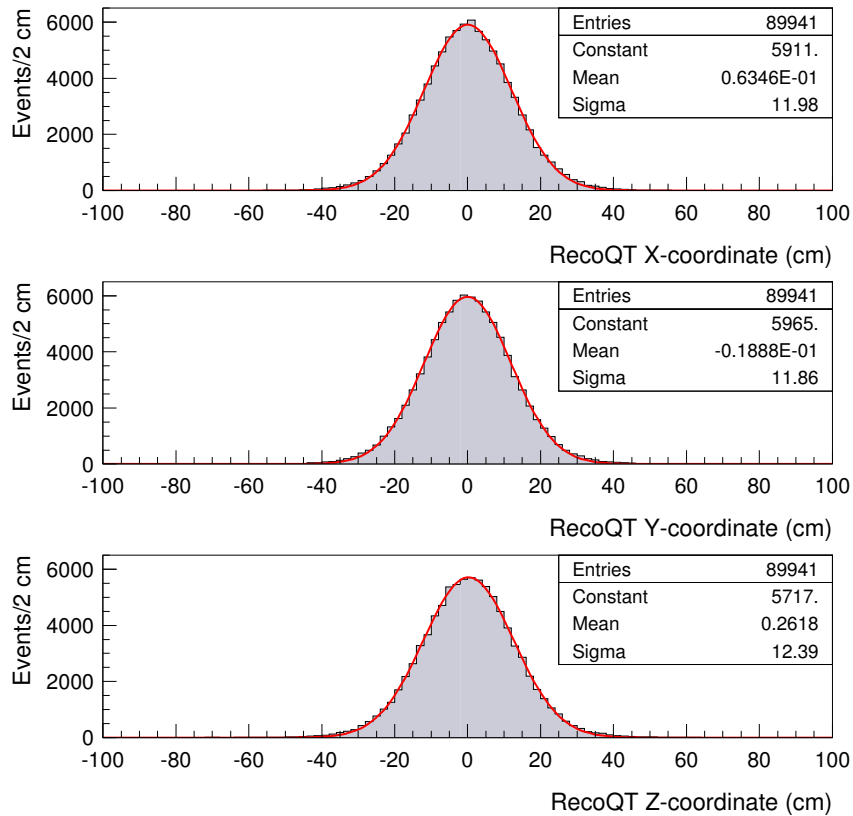 Events/2 cm
6000
4000
2000
0
Entries 89941
Constant 5911.
Mean 0.6346E-01
Sigma 11.98
-100 -80 -60 -40 -20 0 20 40 60 80 100
RecoQT X-coordinate (cm)
Events/2 cm
6000
4000
2000
0
Entries 89941
Constant 5965.
Mean -0.1888E-01
Sigma 11.86
-100 -80 -60 -40 -20 0 20 40 60 80 100
RecoQT Y-coordinate (cm)
Events/2 cm
6000
4000
2000
0
Entries 89941
Constant 5717.
Mean 0.2618
Sigma 12.39
-100 -80 -60 -40 -20 0 20 40 60 80 100
RecoQT Z-coordinate (cm)